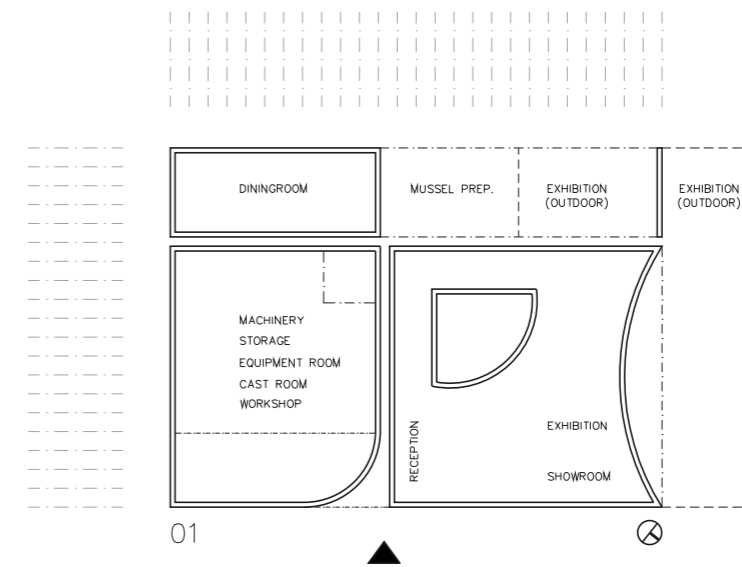 DININGROOM
MUSSEL PREP.
EXHIBITION
(OUTDOOR)
EXHIBITION
(OUTDOOR)
MACHINERY
STORAGE
EQUIPMENT ROOM
CAST ROOM
WORKSHOP
RECEPTION
EXHIBITION
SHOWROOM
01